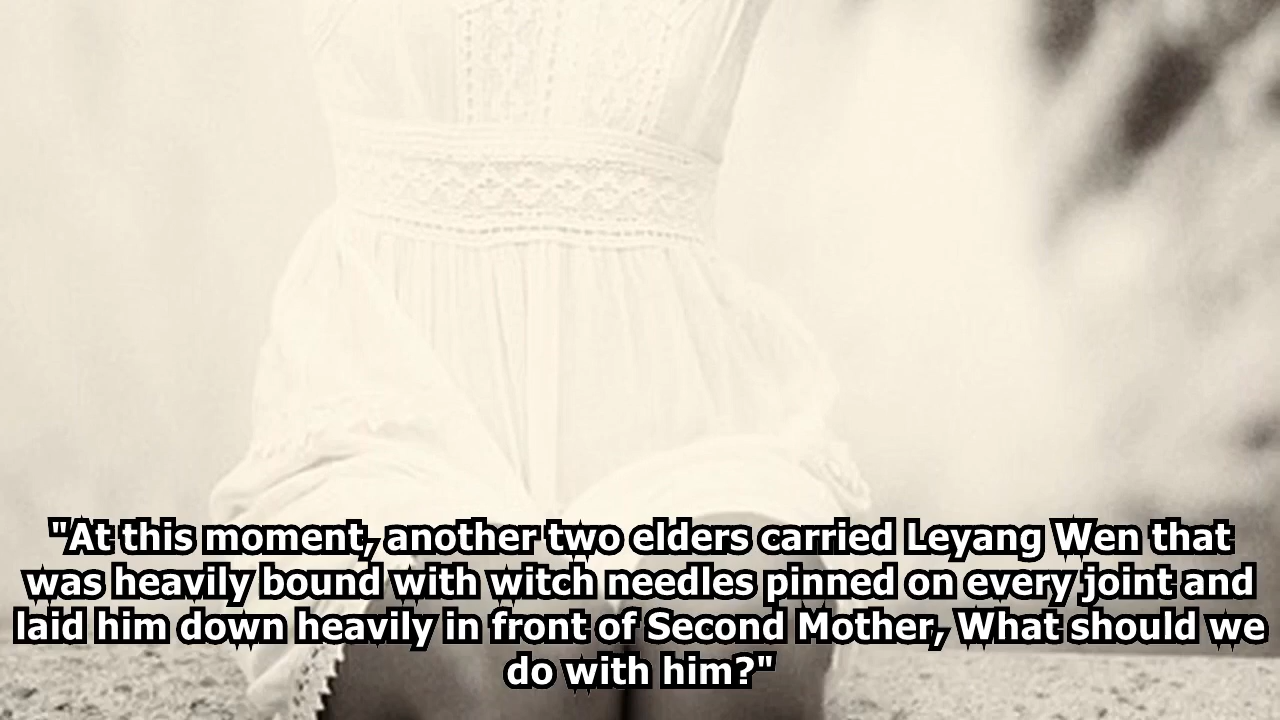 "At this moment, another two elders carried Leyang Wen that
was heavily bound with witch needles pinned on every joint and
laid him down heavily in front of Second Mother, What should we
do with him?"